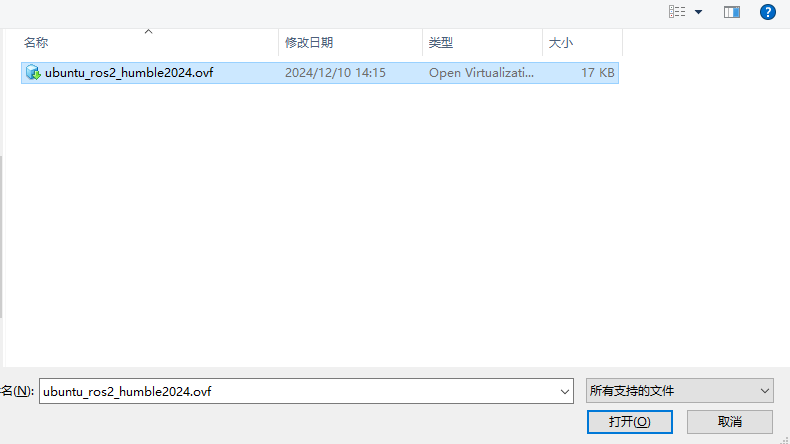 名称 修改日期 类型 大小
ubuntu_ros2_humble2024.ovf 2024/12/10 14:15 Open Virtualizati... 17 KB
名(N): ubuntu_ros2_humble2024.ovf 所有支持的文件
打开(O) 取消